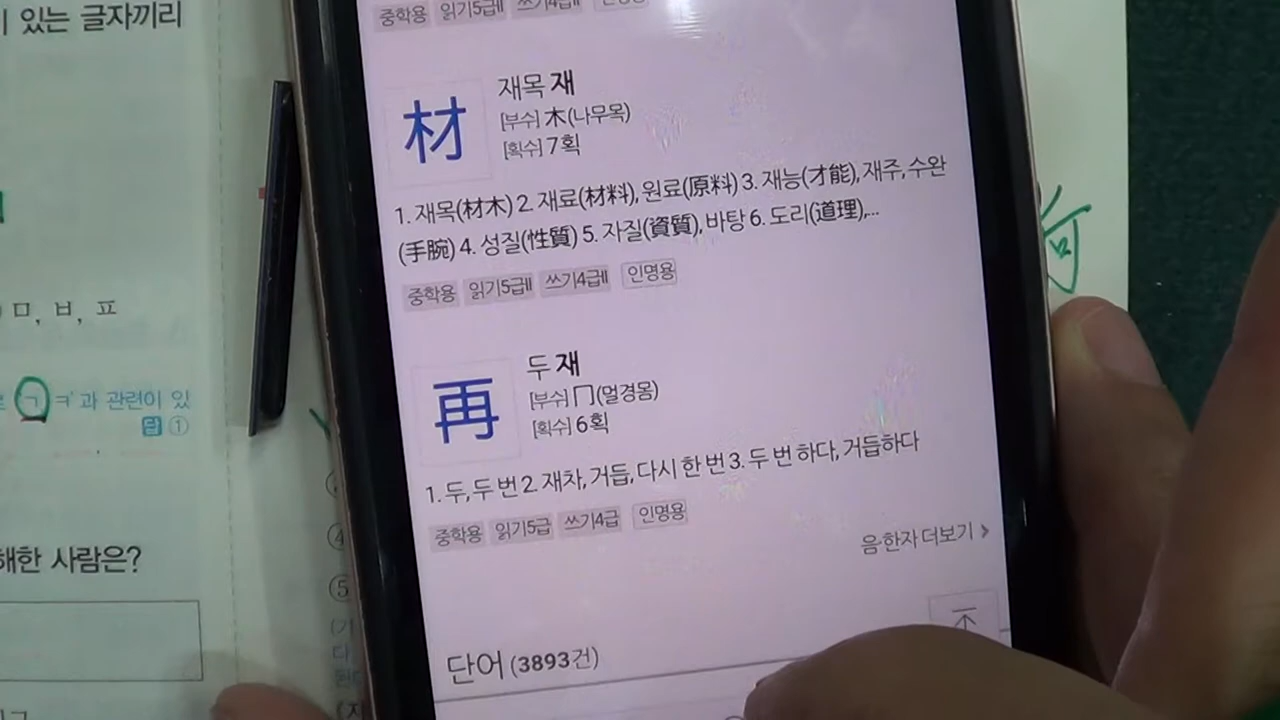 있는 글자끼리
중학용 읽기5급Ⅱ 쓰기4급Ⅱ 인명용
材
재목 재
[부수] 木(나무목)
[획수] 7획
1. 재목(材木) 2. 재료(材料), 원료(原料) 3. 재능(才能), 재주, 수완
(手腕) 4. 성질(性質) 5. 자질(資質), 바탕 6. 도리(道理),...
중학용 읽기5급Ⅱ 쓰기4급Ⅱ 인명용
ㅁ, ㅂ, ㅍ
ㄱ ㅋ'과 관련이 있
답 ①
再
두 재
[부수] 冂(멀경몸)
[획수] 6획
1. 두, 두 번 2. 재차, 거듭, 다시 한 번 3. 두 번 하다, 거듭하다
중학용 읽기5급 쓰기4급 인명용
음·한자 더보기 >
해한 사람은?
④
⑤
단어 (3893건)